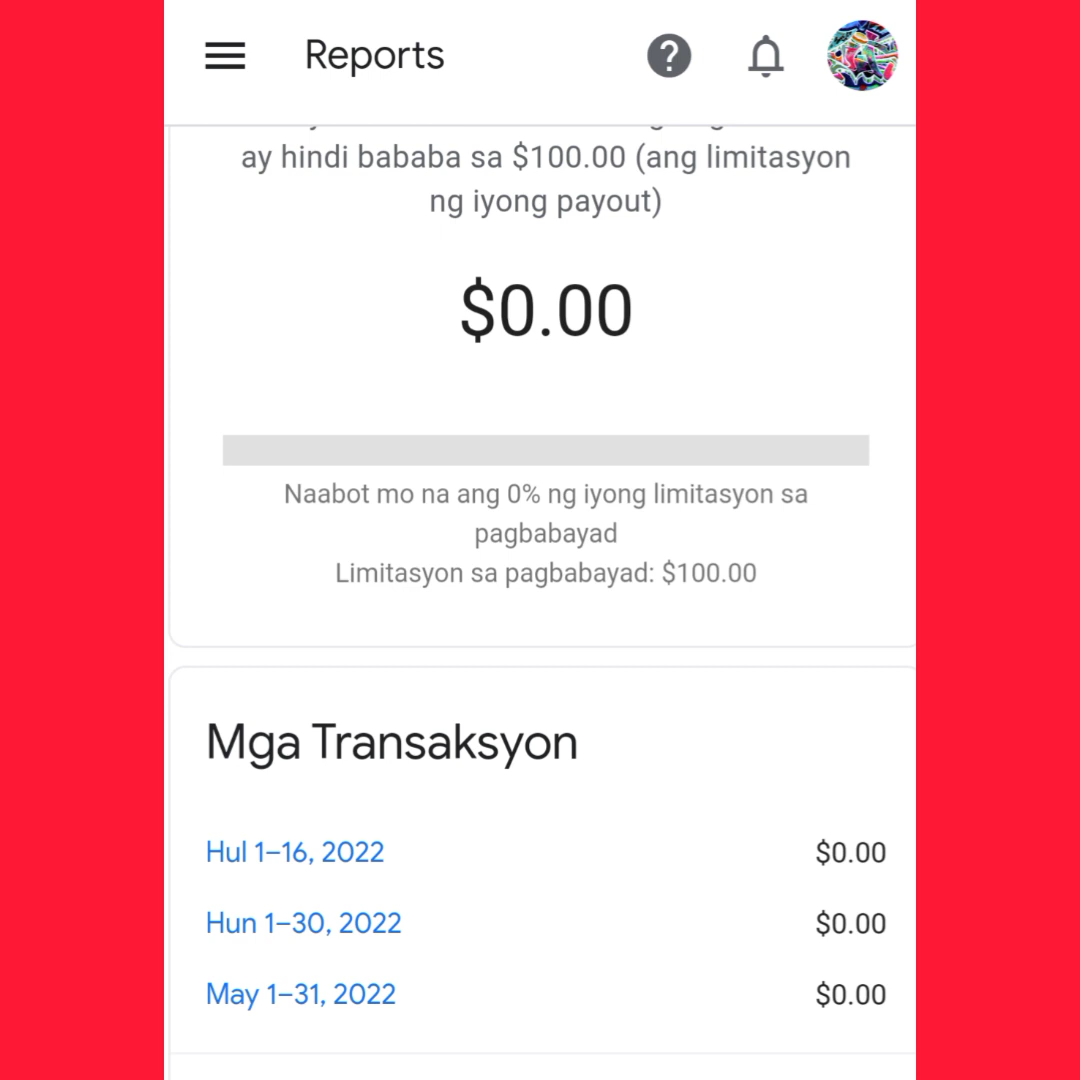 Reports
ay hindi bababa sa $100.00 (ang limitasyon
ng iyong payout)
$0.00
Naabot mo na ang 0% ng iyong limitasyon sa
pagbabayad
Limitasyon sa pagbabayad: $100.00
Mga Transaksyon
Hul 1–16, 2022 $0.00
Hun 1–30, 2022 $0.00
May 1–31, 2022 $0.00